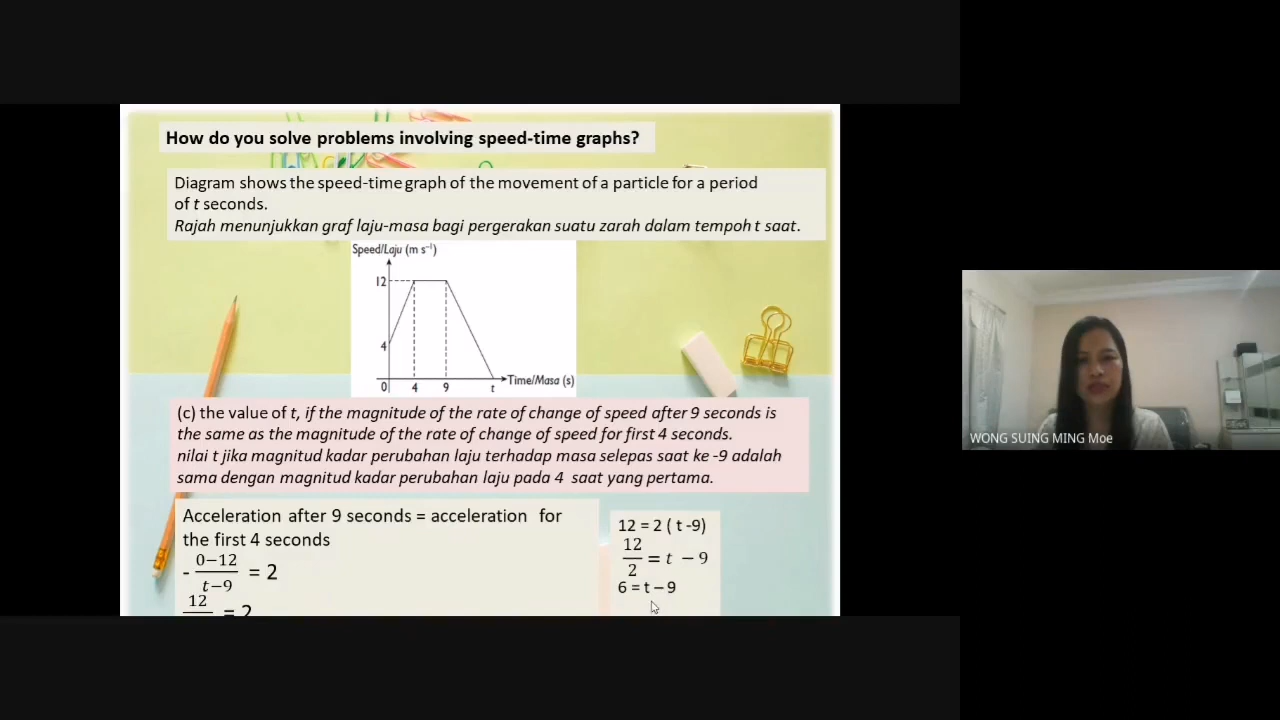 How do you solve problems involving speed-time graphs?
Diagram shows the speed-time graph of the movement of a particle for a period
of t seconds.
Rajah menunjukkan graf laju-masa bagi pergerakan suatu zarah dalam tempoh t saat.
Speed/Laju (m s⁻¹)
12
4
0 4 9 t
Time/Masa (s)
(c) the value of t, if the magnitude of the rate of change of speed after 9 seconds is
the same as the magnitude of the rate of change of speed for first 4 seconds.
nilai t jika magnitud kadar perubahan laju terhadap masa selepas saat ke -9 adalah
sama dengan magnitud kadar perubahan laju pada 4 saat yang pertama.
Acceleration after 9 seconds = acceleration for
the first 4 seconds
- (0−12)/(t−9) = 2
12
= 2
12 = 2 ( t -9)
12/2 = t − 9
6 = t – 9
WONG SUING MING Moe